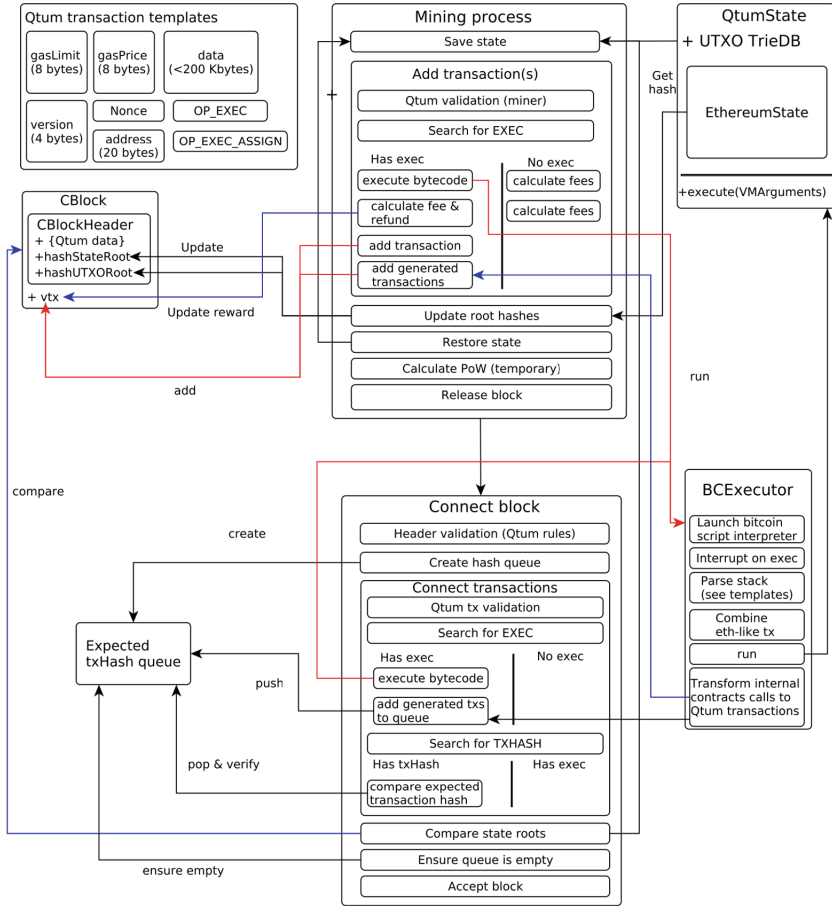 Qtum transaction templates
gasLimit
(8 bytes)
gasPrice
(8 bytes)
data
(<200 Kbytes)
version
(4 bytes)
Nonce
OP_EXEC
address
(20 bytes)
OP_EXEC_ASSIGN
Mining process
Save state
+
Add transaction(s)
Qtum validation (miner)
Search for EXEC
Has exec
No exec
execute bytecode
calculate fees
calculate fee &
refund
calculate fees
add transaction
add generated
transactions
Update root hashes
Restore state
Calculate PoW (temporary)
Release block
QtumState
+ UTXO TrieDB
Get
hash
EthereumState
+execute(VMArguments)
CBlock
CBlockHeader
+ {Qtum data}
+hashStateRoot
+hashUTXORoot
+ vtx
Update
Update reward
add
run
compare
Connect block
Header validation (Qtum rules)
Create hash queue
Connect transactions
Qtum tx validation
Search for EXEC
Has exec
No exec
execute bytecode
add generated txs
to queue
Search for TXHASH
Has txHash
Has exec
compare expected
transaction hash
Compare state roots
Ensure queue is empty
Accept block
create
Expected
txHash queue
push
pop & verify
ensure empty
BCExecutor
Launch bitcoin
script interpreter
Interrupt on exec
Parse stack
(see templates)
Combine
eth-like tx
run
Transform internal
contracts calls to
Qtum transactions